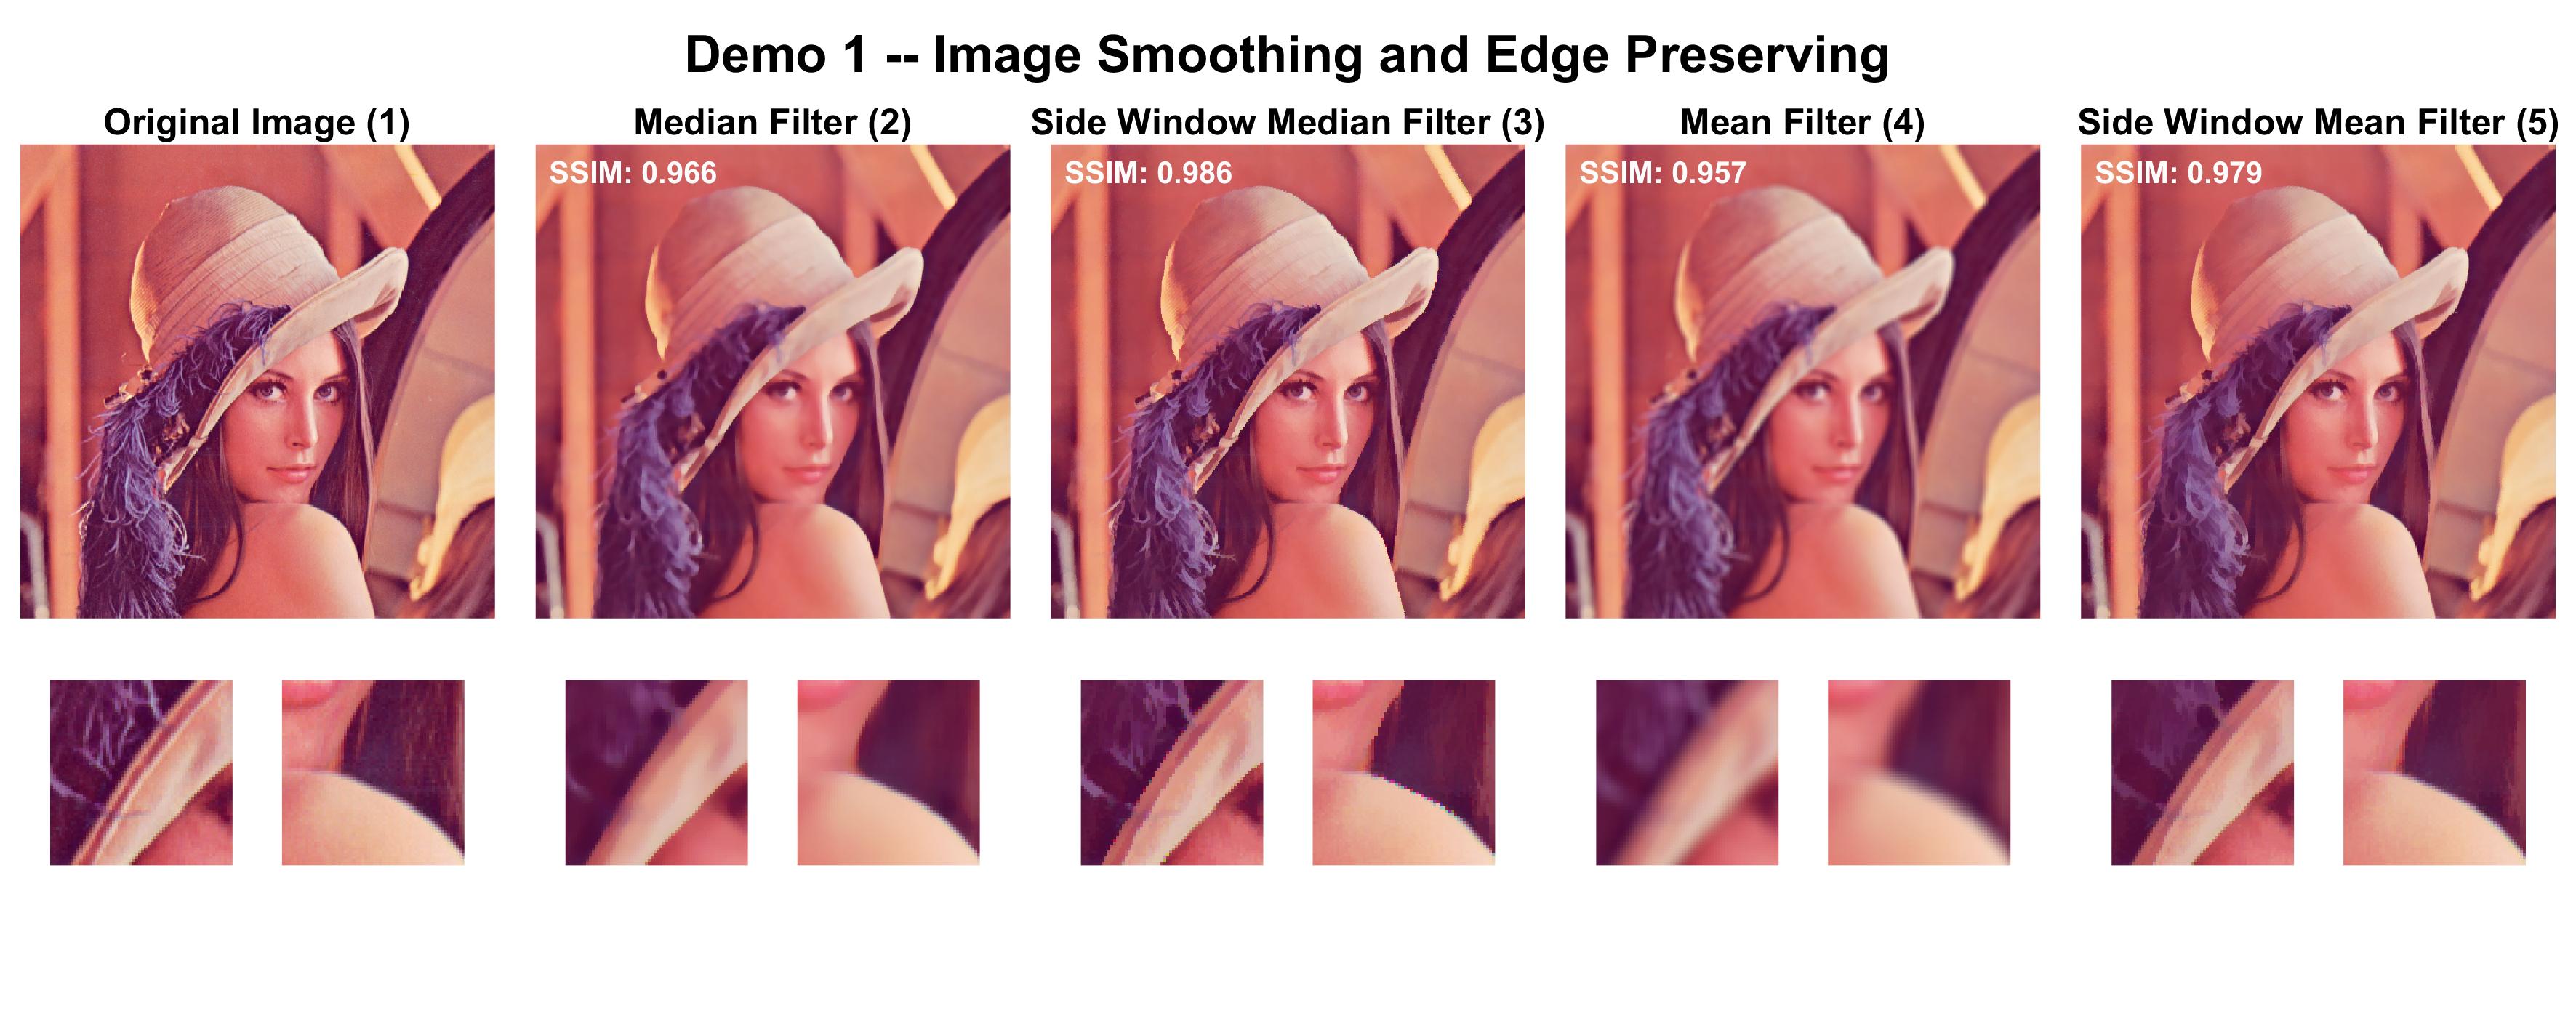 Demo 1 -- Image Smoothing and Edge Preserving
Original Image (1)
Median Filter (2)
Side Window Median Filter (3)
Mean Filter (4)
Side Window Mean Filter (5)
SSIM: 0.966
SSIM: 0.986
SSIM: 0.957
SSIM: 0.979